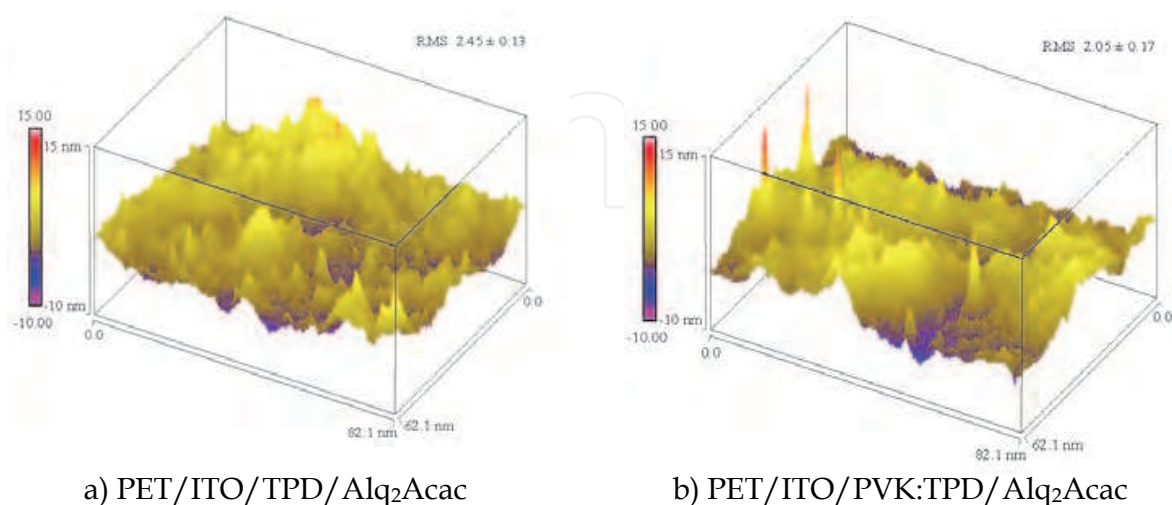 RMS 2.45 ± 0.13
15.00
15 nm
-10 nm
-10.00
0.0
82.1 nm
62.1 nm
0.0
a) PET/ITO/TPD/Alq₂Acac
RMS 2.05 ± 0.17
15.00
15 nm
-10 nm
-10.00
0.0
82.1 nm
62.1 nm
0.0
b) PET/ITO/PVK:TPD/Alq₂Acac